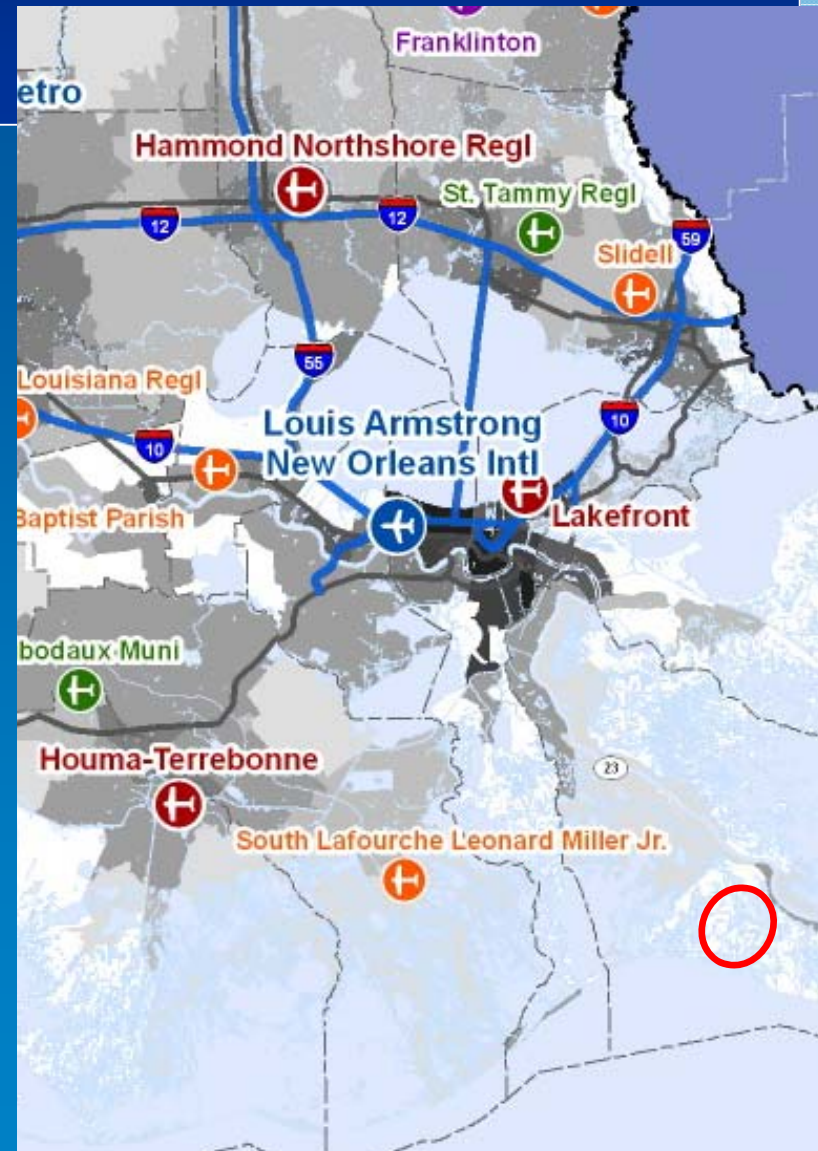 Franklinton
etro
Hammond Northshore Regl
St. Tammy Regl
12
12
59
Slidell
55
Louisiana Regl
Louis Armstrong
New Orleans Intl
10
10
Lakefront
Baptist Parish
bodaux Muni
Houma-Terrebonne
23
South Lafourche Leonard Miller Jr.